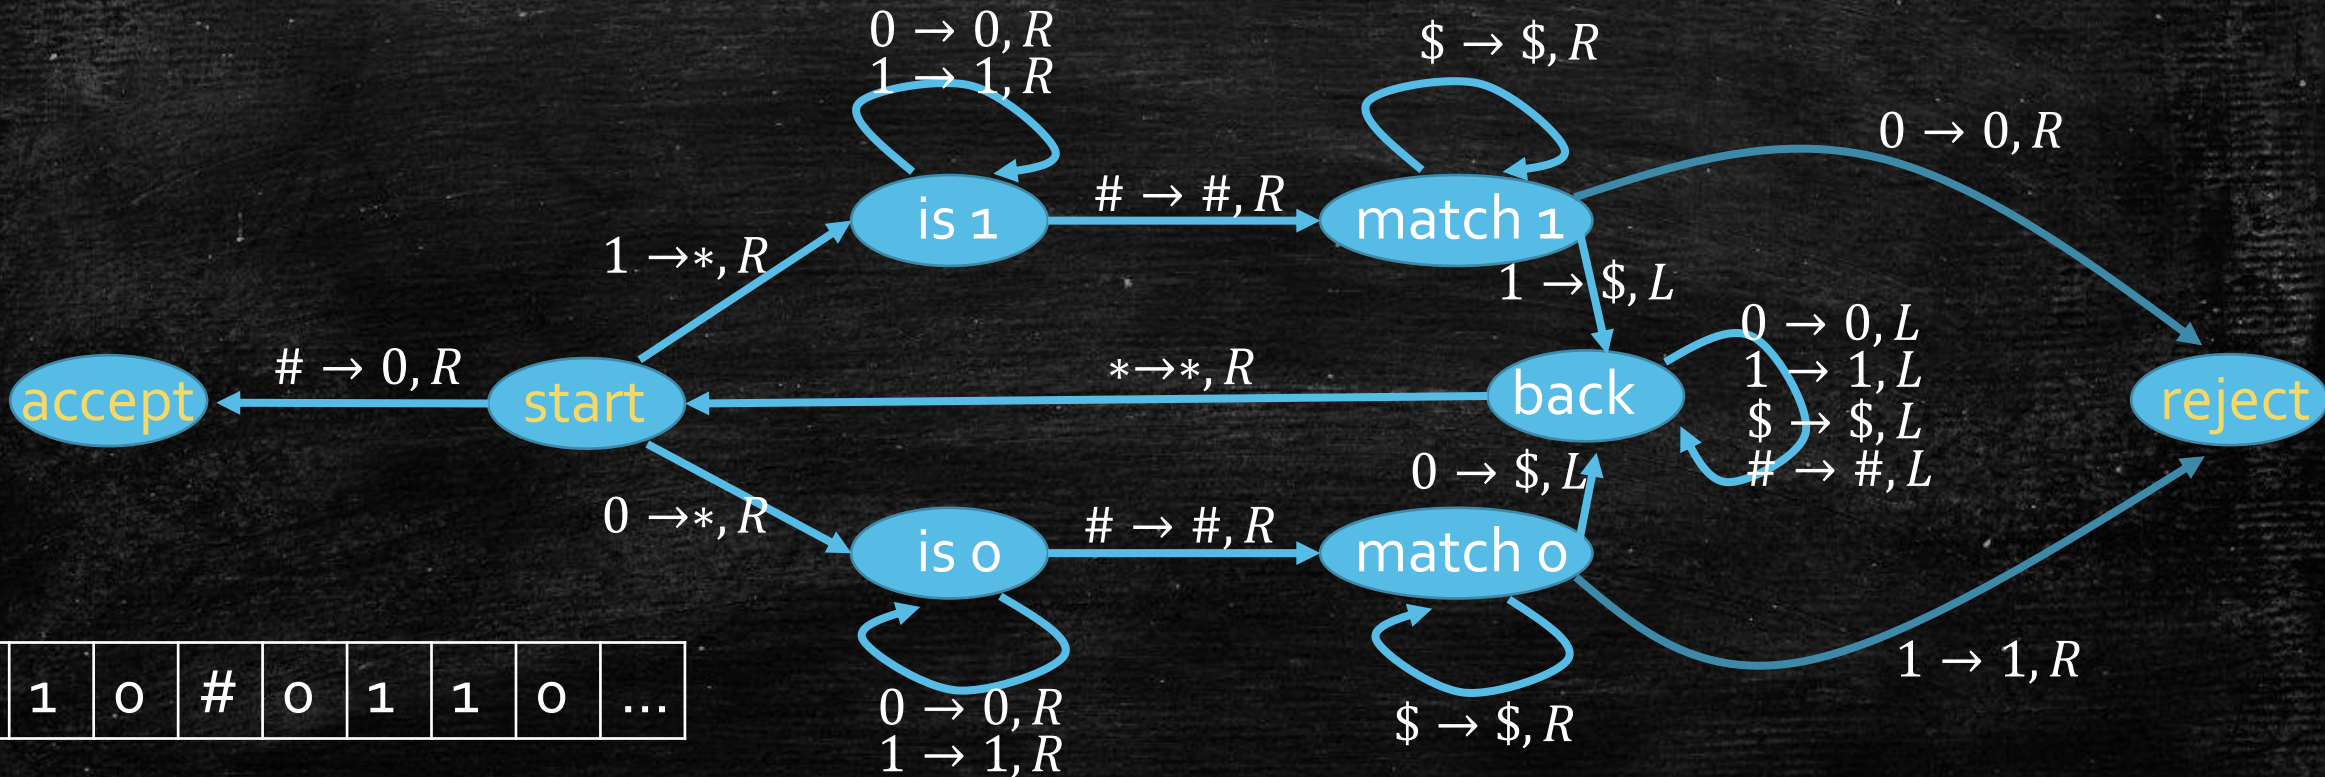 0 → 0, R
1 → 1, R
$ → $, R
0 → 0, R
is 1
# → #, R
match 1
1 →*, R
1 → $, L
accept
# → 0, R
start
*→*, R
back
0 → 0, L
1 → 1, L
$ → $, L
# → #, L
reject
0 →*, R
0 → $, L
is 0
# → #, R
match 0
0 → 0, R
1 → 1, R
$ → $, R
1 → 1, R
1 0 # 0 1 1 0 ...